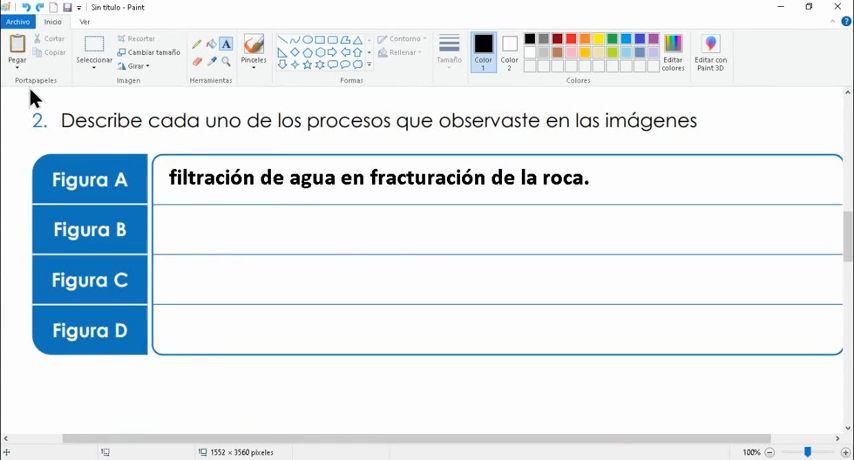 Sin título - Paint
Archivo Inicio Ver
Pegar
Cortar
Copiar
Portapapeles
Seleccionar
Recortar
Cambiar tamaño
Girar
Imagen
A
Herramientas
Pinceles
Contorno
Rellenar
Formas
Tamaño
Color 1
Color 2
Editar colores
Colores
Editar con Paint 3D
2. Describe cada uno de los procesos que observaste en las imágenes
Figura A filtración de agua en fracturación de la roca.
Figura B
Figura C
Figura D
1552 × 3560 píxeles
100%